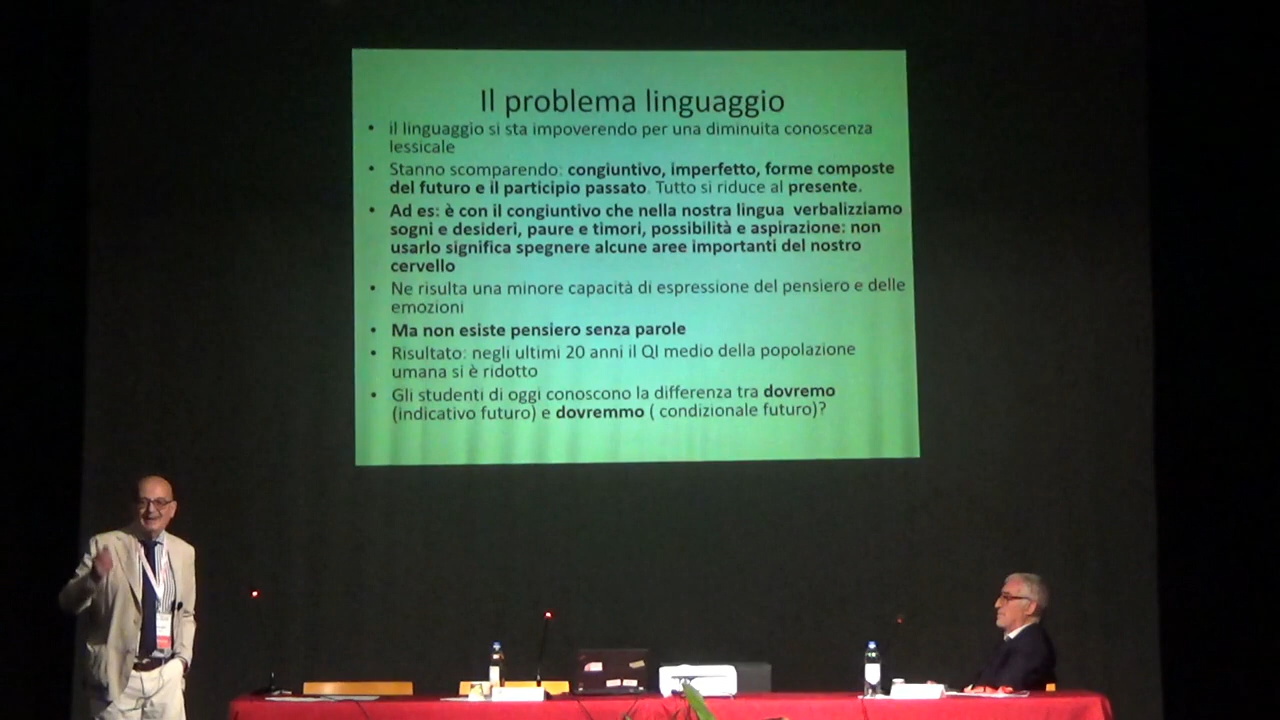 Il problema linguaggio
• il linguaggio si sta impoverendo per una diminuita conoscenza
lessicale
• Stanno scomparendo: congiuntivo, imperfetto, forme composte
del futuro e il participio passato. Tutto si riduce al presente.
• Ad es: è con il congiuntivo che nella nostra lingua verbalizziamo
sogni e desideri, paure e timori, possibilità e aspirazione: non
usarlo significa spegnere alcune aree importanti del nostro
cervello
• Ne risulta una minore capacità di espressione del pensiero e delle
emozioni
• Ma non esiste pensiero senza parole
• Risultato: negli ultimi 20 anni il QI medio della popolazione
umana si è ridotto
• Gli studenti di oggi conoscono la differenza tra dovremo
(indicativo futuro) e dovremmo ( condizionale futuro)?